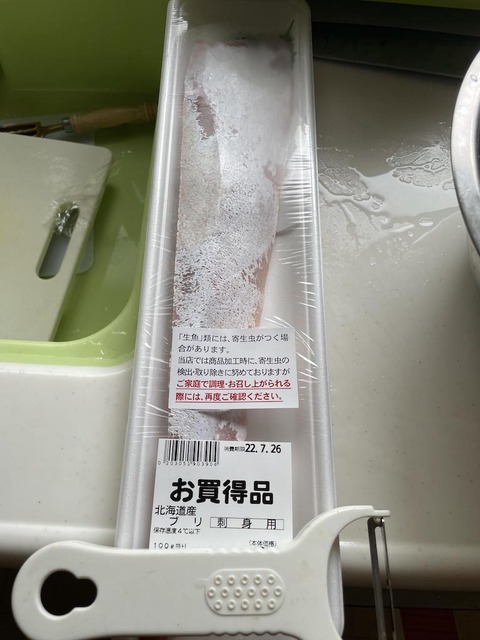 「生魚」類には、寄生虫がつく場
合があります。
当店では商品加工時に、寄生虫の
検出・取り除きに努めておりますが
ご家庭で調理・お召し上がられる
際には、再度ご確認ください。
消費期限22.7.26
0203051903906
お買得品
北海道産
ブリ 刺身用
保存温度4℃以下
100g当り (本体価格)